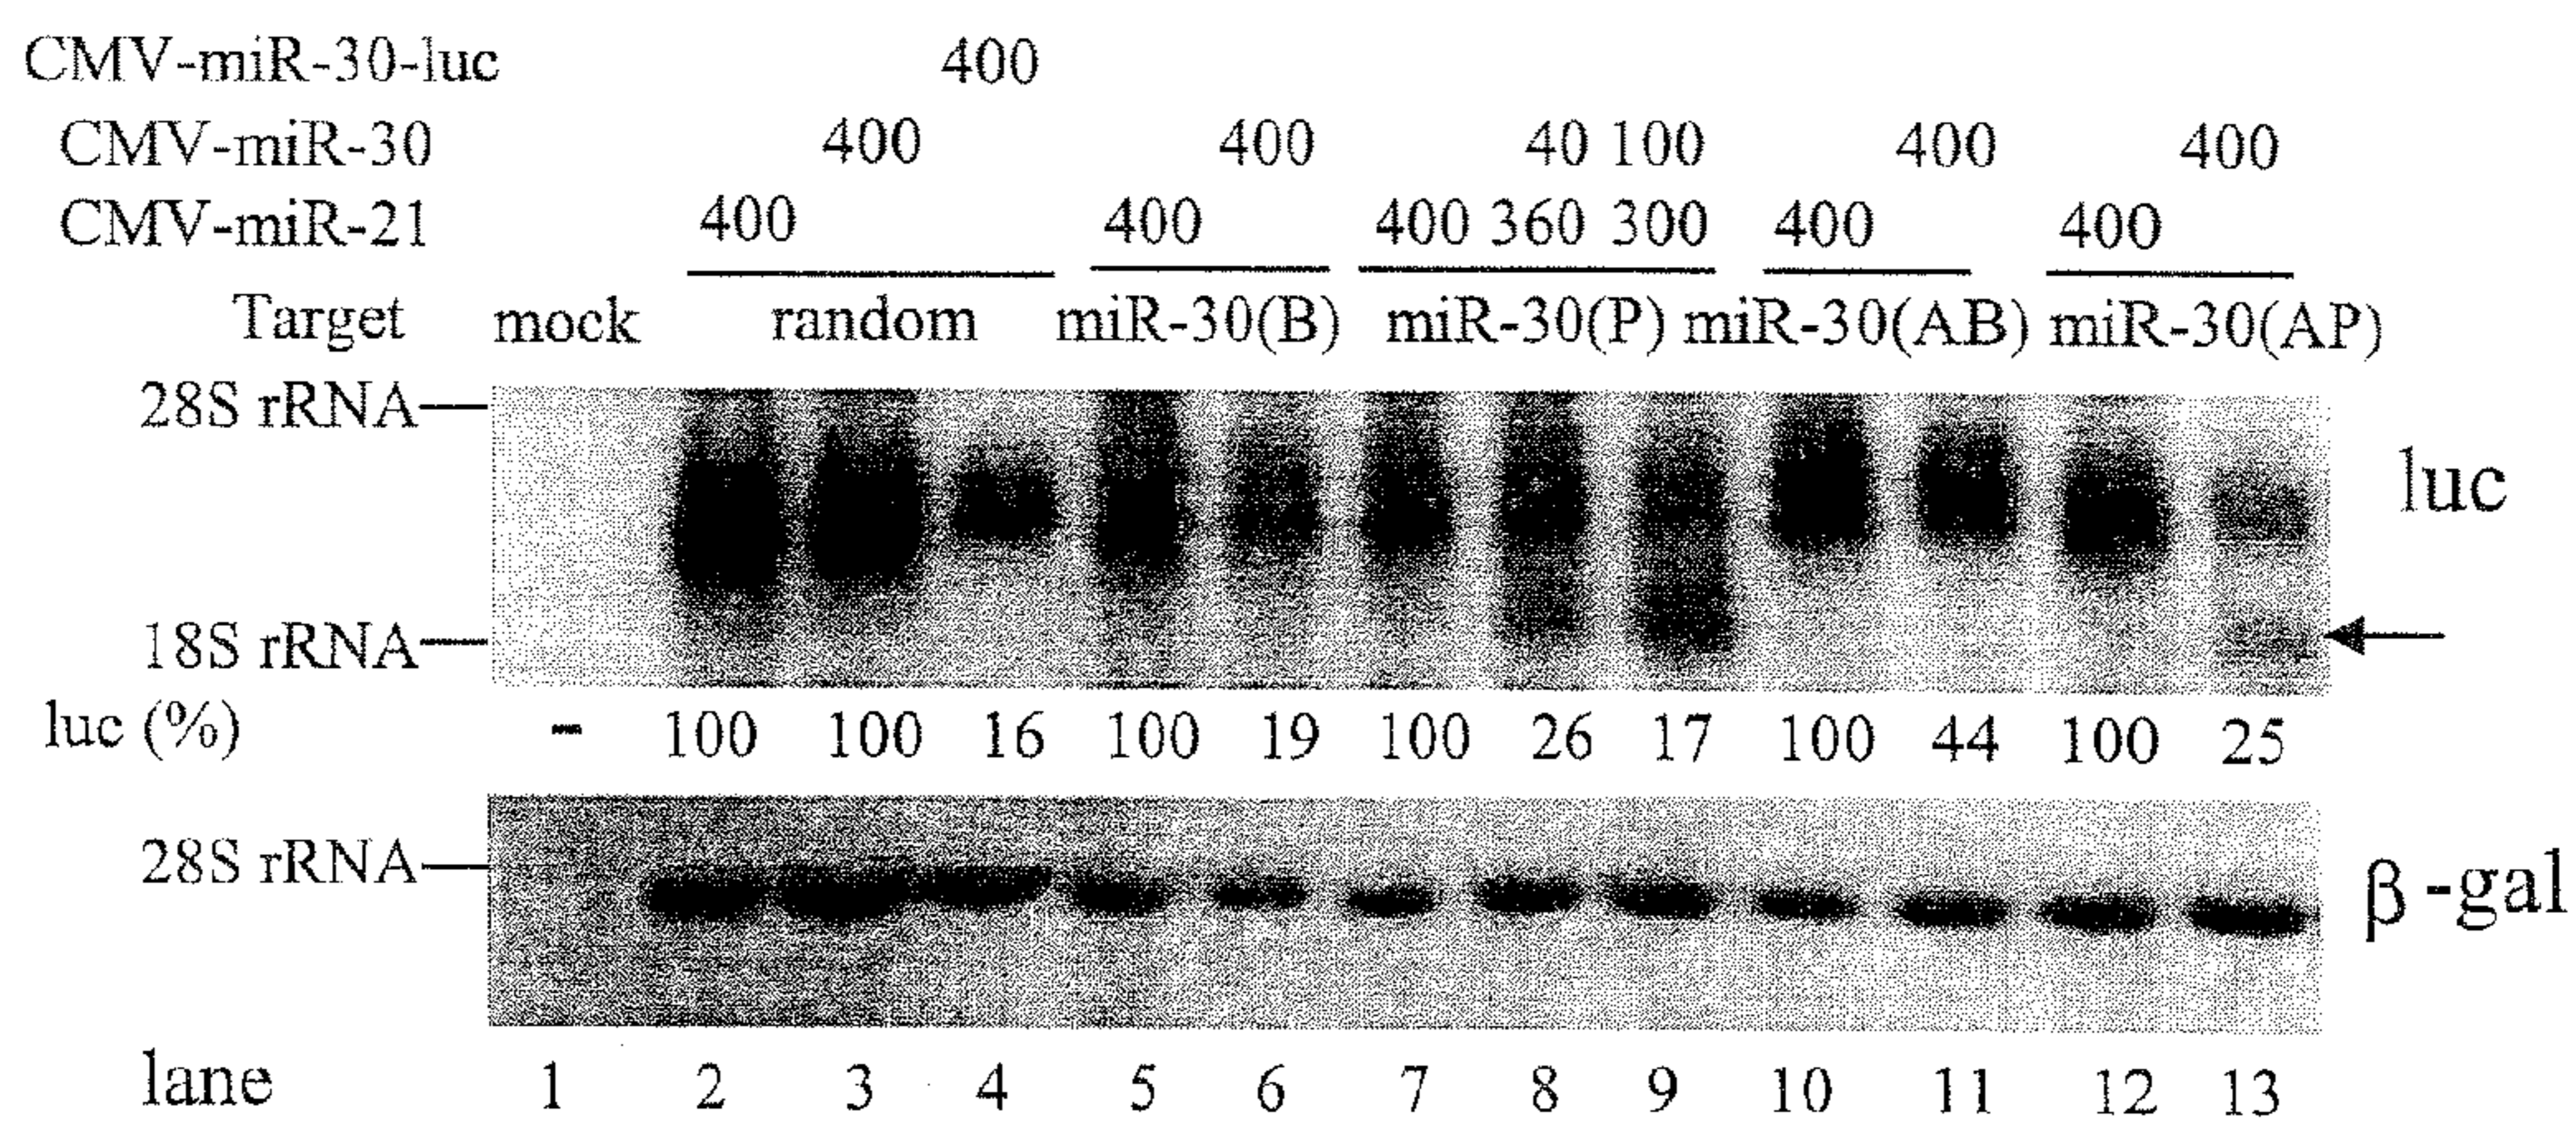 CMV-miR-30-luc 400
CMV-miR-30 400 400 40 100 400 400
CMV-miR-21 400 400 400 360 300 400 400
Target mock random miR-30(B) miR-30(P) miR-30(AB) miR-30(AP)
28S rRNA
luc
18S rRNA
luc (%) - 100 100 16 100 19 100 26 17 100 44 100 25
28S rRNA
β-gal
lane 1 2 3 4 5 6 7 8 9 10 11 12 13